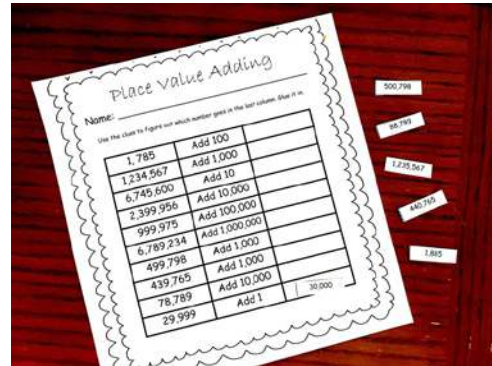 Place Value Adding
Name:
Use the clues to figure out which number goes in the last column. Glue it in.
1,785 Add 100
1,234,567 Add 1,000
6,745,600 Add 10
2,399,956 Add 10,000
999,975 Add 100,000
6,789,234 Add 1,000,000
499,798 Add 1,000
439,765 Add 1,000
78,789 Add 10,000
29,999 Add 1 30,000
500,798
1,235,567
440,765
1,885